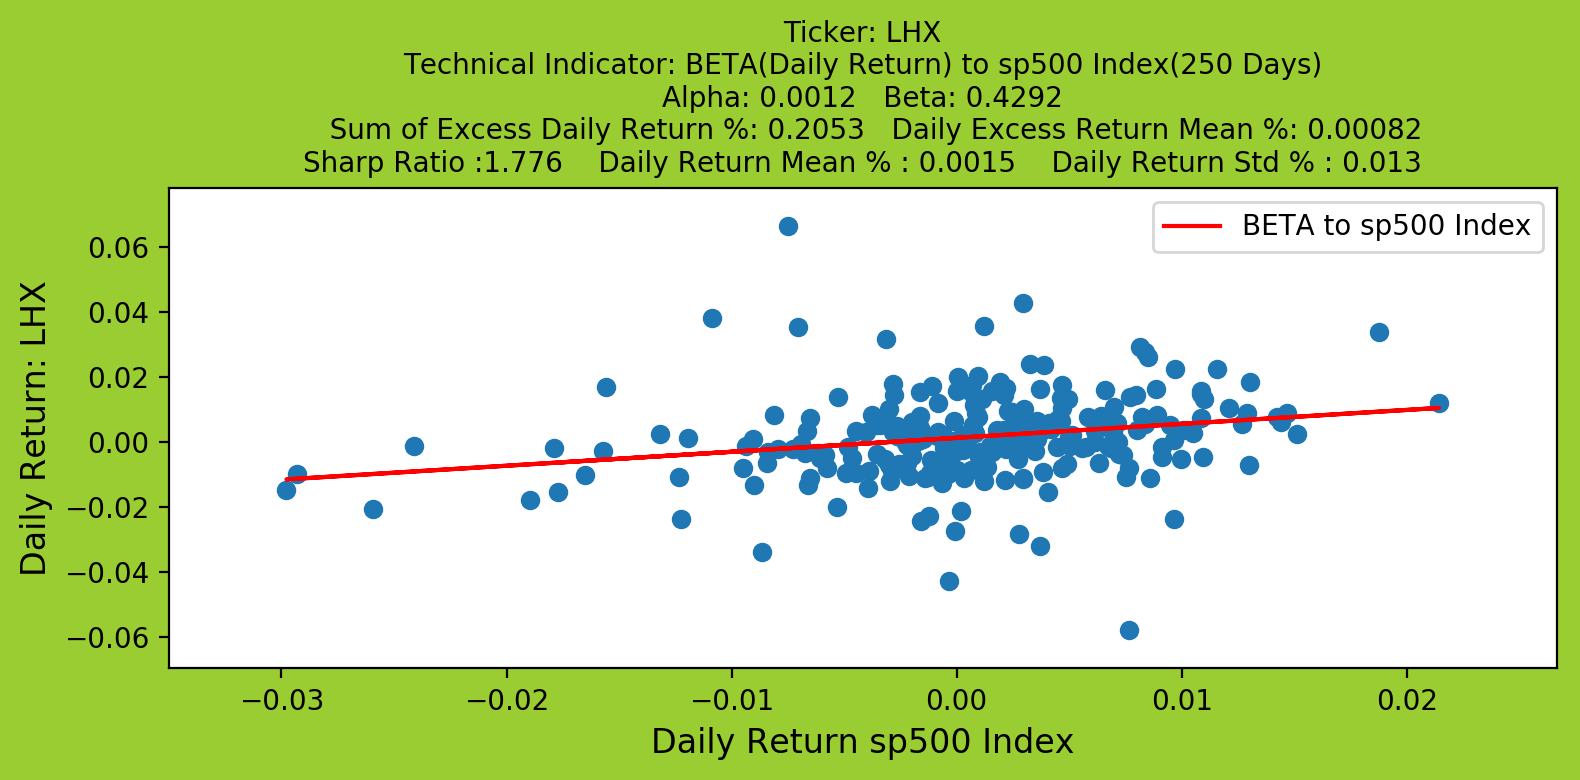 Ticker: LHX
Technical Indicator: BETA(Daily Return) to sp500 Index(250 Days)
Alpha: 0.0012 Beta: 0.4292
Sum of Excess Daily Return %: 0.2053 Daily Excess Return Mean %: 0.00082
Sharp Ratio :1.776 Daily Return Mean % : 0.0015 Daily Return Std % : 0.013
BETA to sp500 Index
Daily Return: LHX
0.06
0.04
0.02
0.00
−0.02
−0.04
−0.06
−0.03 −0.02 −0.01 0.00 0.01 0.02
Daily Return sp500 Index